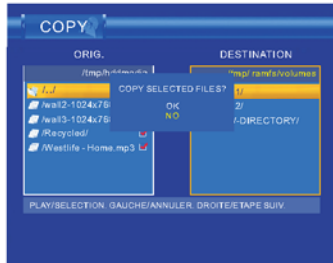 COPY
ORIG.
DESTINATION
/tmp/hddmedia
/tmp/ ramfs/volumes
COPY SELECTED FILES?
OK
NO
/../
1/
/wall2-1024x76
2/
/wall3-1024x76
/-DIRECTORY/
/Recycled/
/Westlife - Home.mp3
PLAY/SELECTION. GAUCHE/ANNULER. DROITE/ETAPE SUIV.